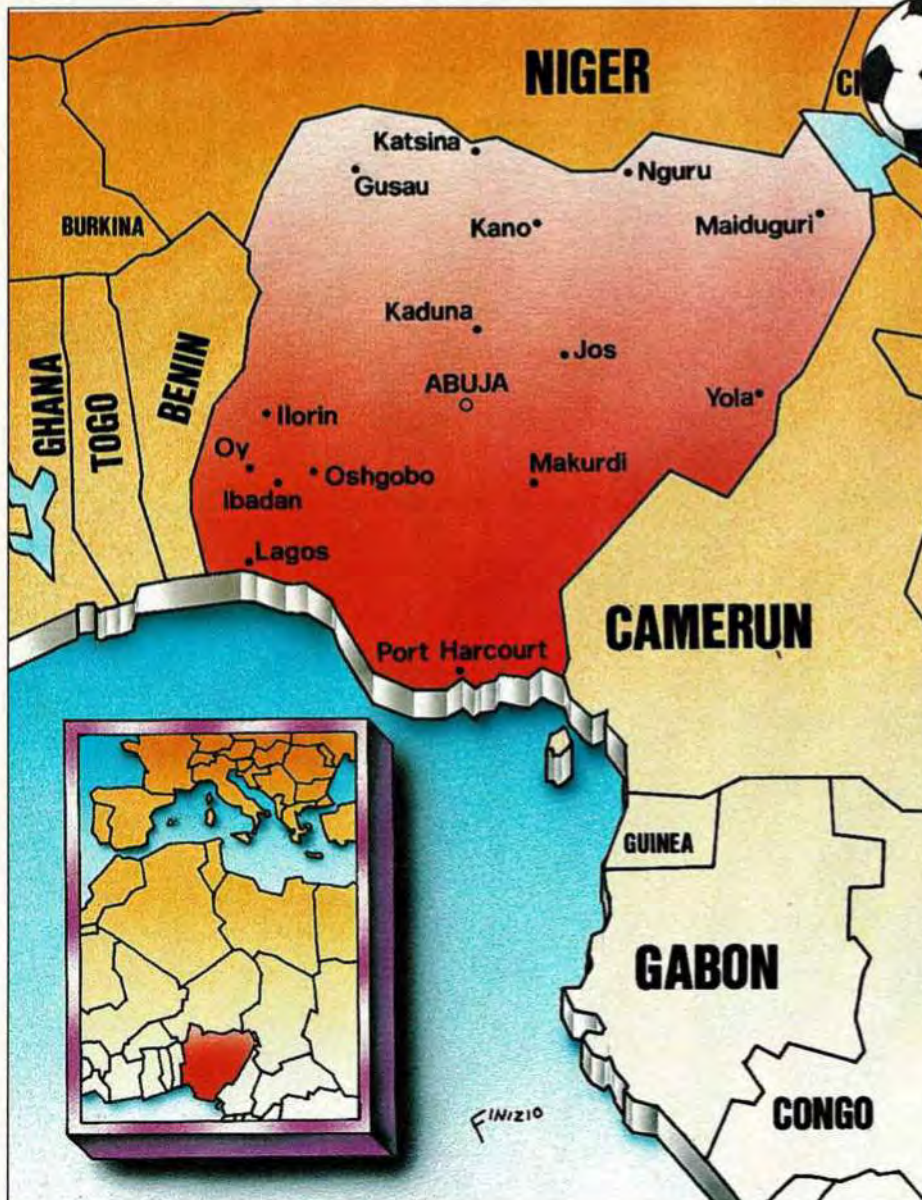 NIGER
Katsina
Gusau
Nguru
BURKINA
Kano
Maiduguri
Kaduna
Jos
ABUJA
Yola
GHANA
TOGO
BENIN
Ilorin
Oy
Oshgobo
Ibadan
Makurdi
Lagos
CAMERUN
Port Harcourt
GUINEA
GABON
CONGO
FINIZIO